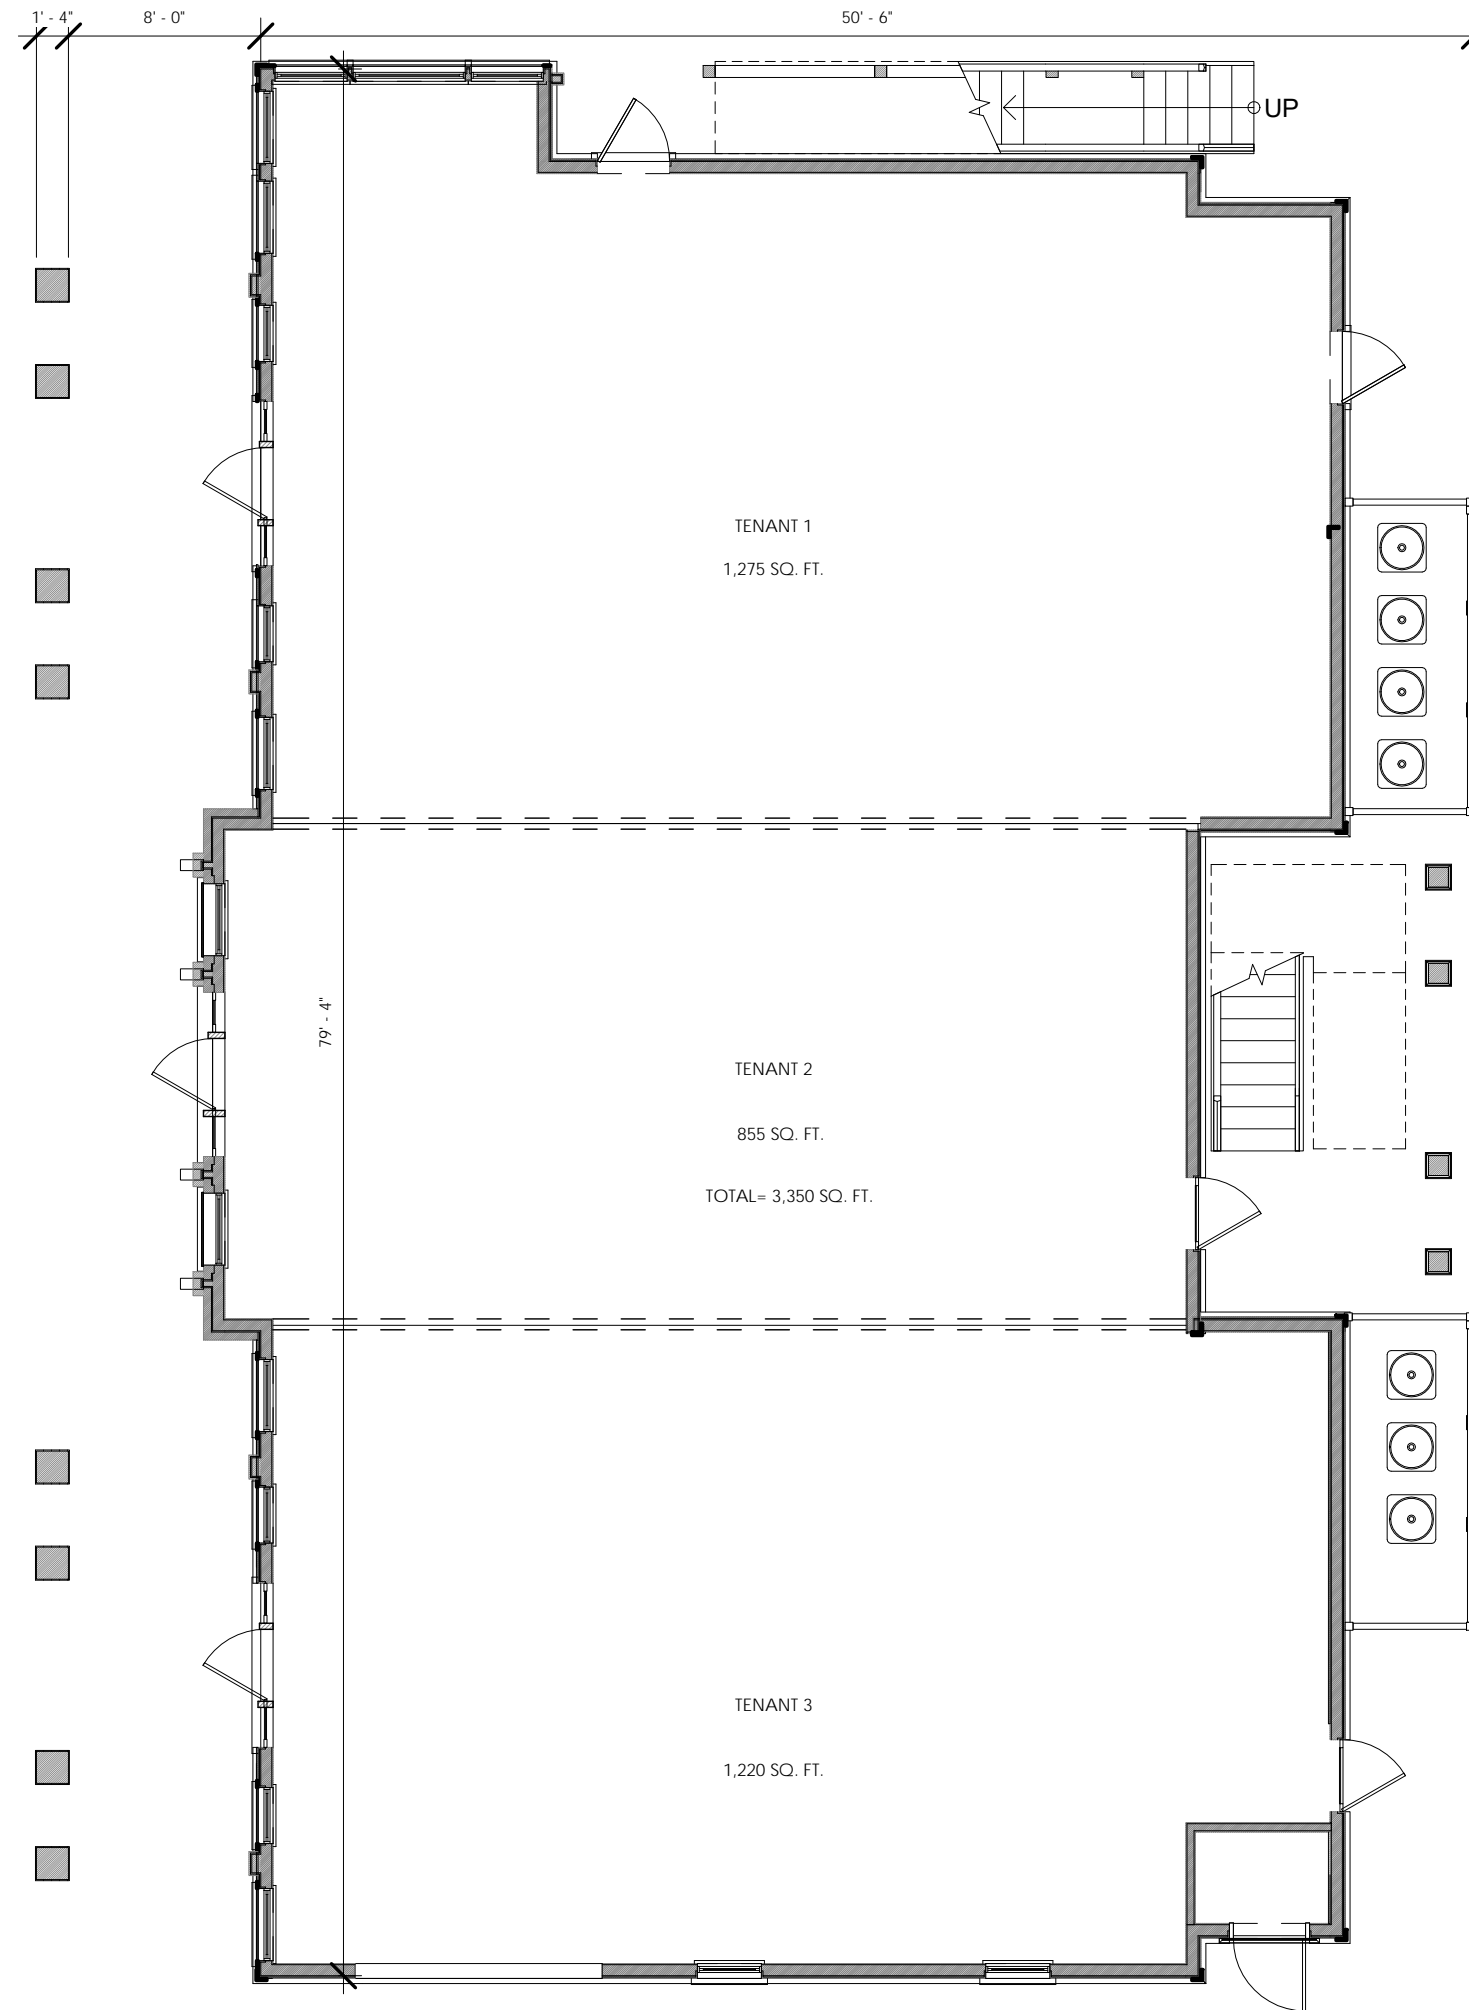 1' - 4"
8' - 0"
50' - 6"
UP
TENANT 1
1,275 SQ. FT.
79' - 4"
TENANT 2
855 SQ. FT.
TOTAL= 3,350 SQ. FT.
TENANT 3
1,220 SQ. FT.